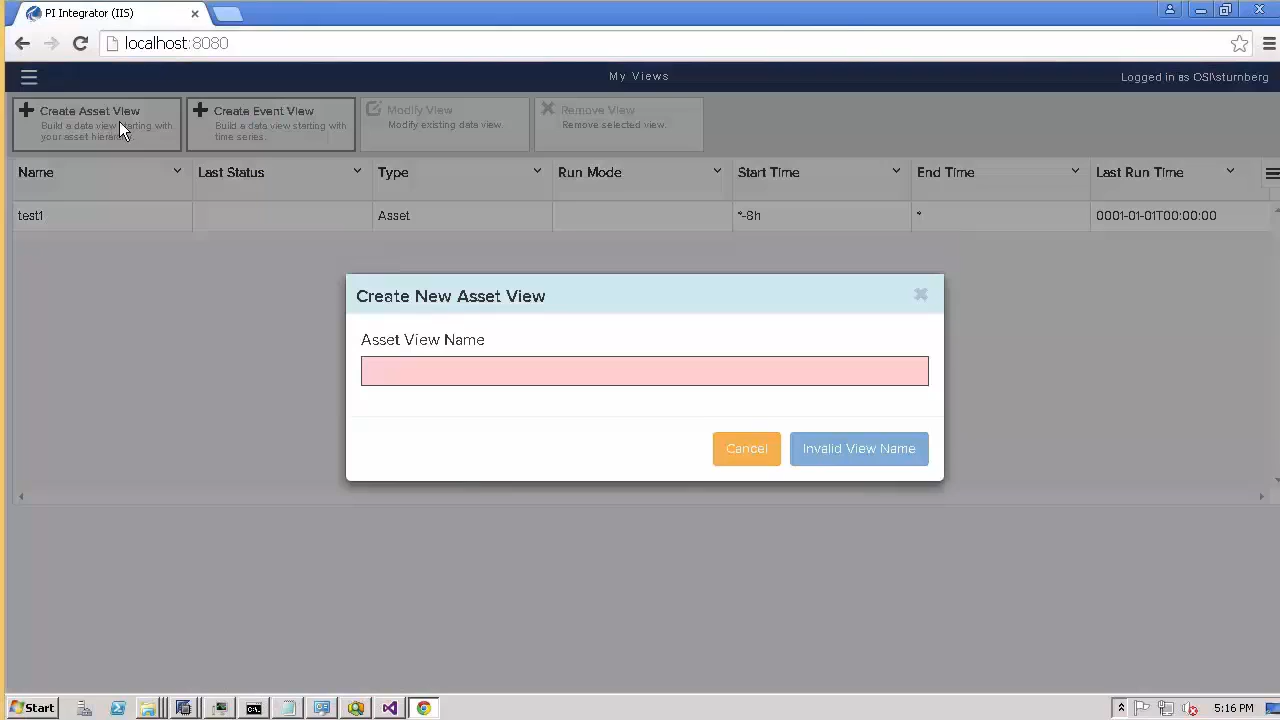 PI Integrator (IIS)
localhost:8080
My Views
Logged in as OSI\sturnberg
Create Asset View
Build a data view starting with
your asset hierarchy
Create Event View
Build a data view starting with
time series.
Modify View
Modify existing data view
Remove View
Remove selected view.
Name Last Status Type Run Mode Start Time End Time Last Run Time
test1 Asset *-8h * 0001-01-01T00:00:00
Create New Asset View
Asset View Name
Cancel
Invalid View Name
Start
5:16 PM